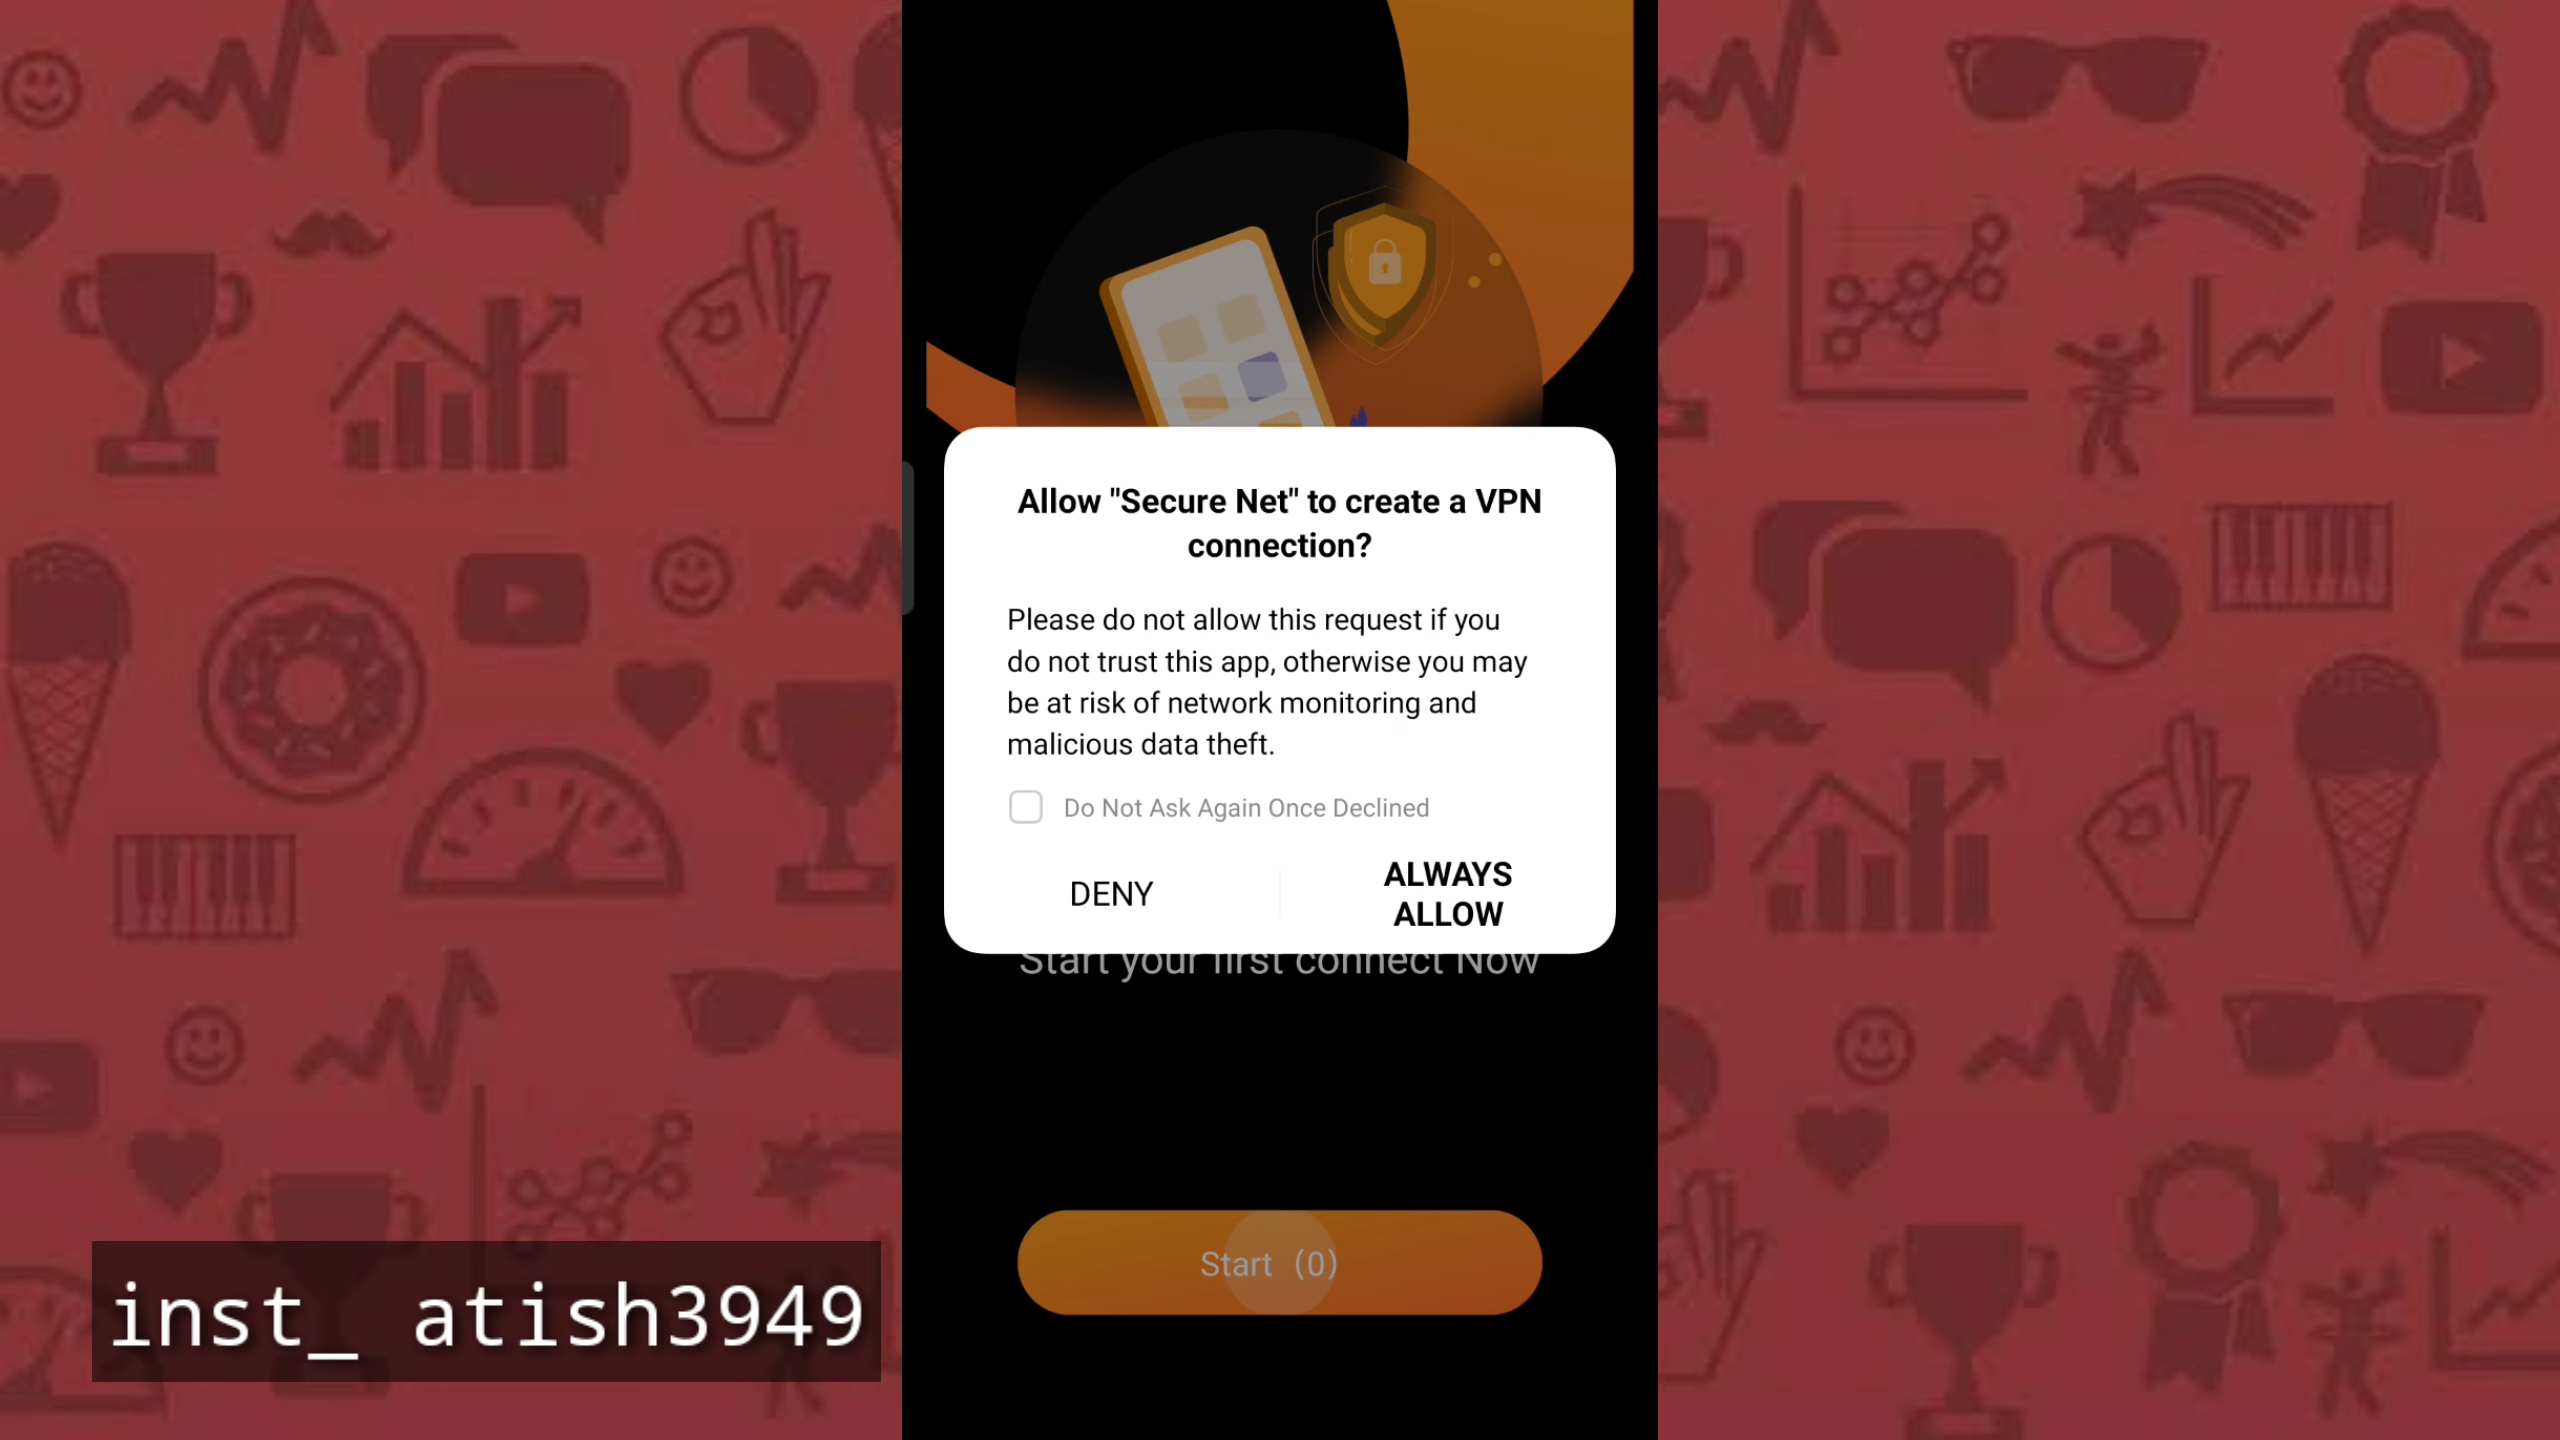 Allow "Secure Net" to create a VPN
connection?
Please do not allow this request if you
do not trust this app, otherwise you may
be at risk of network monitoring and
malicious data theft.
Do Not Ask Again Once Declined
DENY
ALWAYS
ALLOW
Start your first connect Now
Start (0)
inst_ atish3949